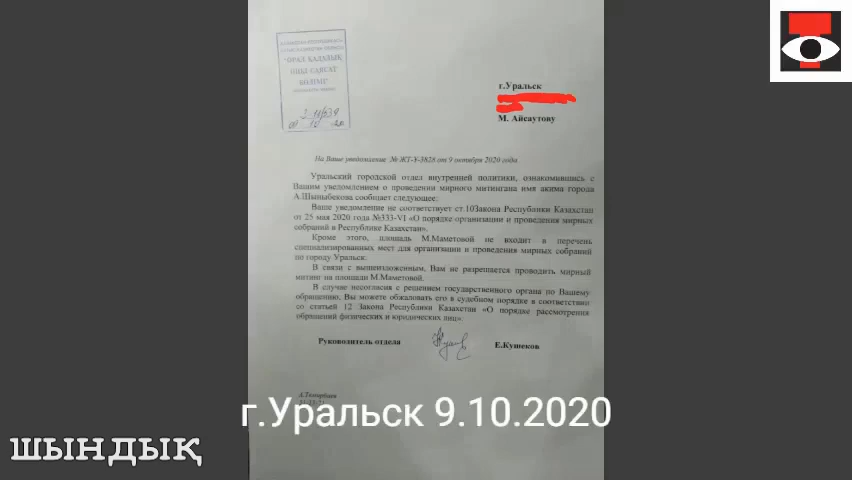 "ОРАЛ ҚАЛАЛЫҚ
ІШКІ САЯСАТ
БӨЛІМІ"
г.Уральск
М. Айсаутову
На Ваше уведомление № ЖТ-У-3828 от 9 октября 2020 года.
Уральский городской отдел внутренней политики, ознакомившись с
Вашим уведомлением о проведении мирного митингана имя акима города
А.Шыныбекова сообщает следующее:
Ваше уведомление не соответствует ст.10Закона Республики Казахстан
от 25 мая 2020 года №333-VI «О порядке организации и проведения мирных
собраний в Республике Казахстан».
Кроме этого, площадь М.Маметовой не входит в перечень
специализированных мест для организации и проведения мирных собраний
по городу Уральск.
В связи с вышеизложенным, Вам не разрешается проводить мирный
митинг на площади М.Маметовой.
В случае несогласия с решением государственного органа по Вашему
обращению, Вы можете обжаловать его в судебном порядке в соответствии
со статьей 12 Закона Республики Казахстан «О порядке рассмотрения
обращений физических и юридических лиц».
Руководитель отдела Е.Кушеков
г.Уральск 9.10.2020
шындық